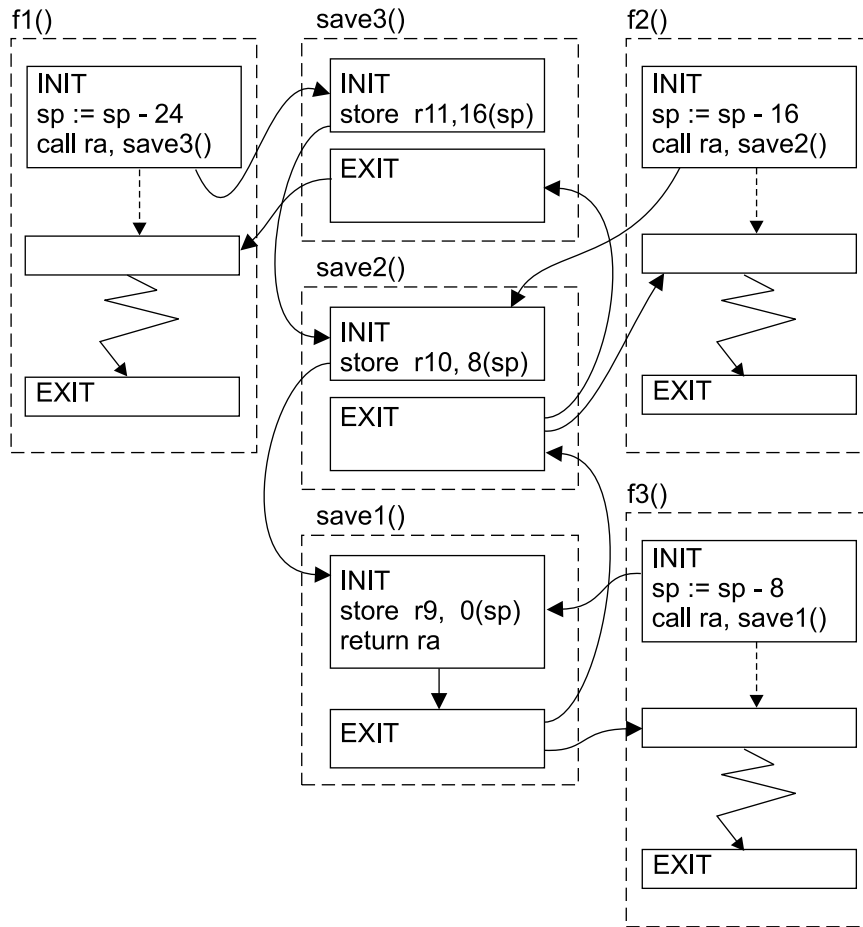 f1()
INIT
sp := sp - 24
call ra, save3()
EXIT
save3()
INIT
store r11,16(sp)
EXIT
save2()
INIT
store r10, 8(sp)
EXIT
save1()
INIT
store r9, 0(sp)
return ra
EXIT
f2()
INIT
sp := sp - 16
call ra, save2()
EXIT
f3()
INIT
sp := sp - 8
call ra, save1()
EXIT